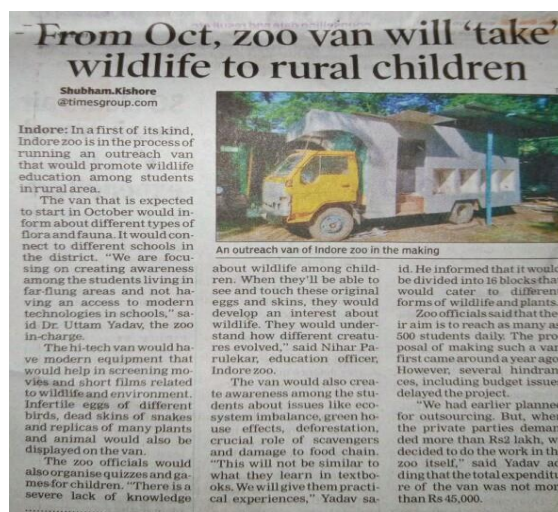 From Oct, zoo van will ‘take’
wildlife to rural children
Shubham.Kishore
@timesgroup.com
Indore: In a first of its kind,
Indore zoo is in the process of
running an outreach van
that would promote wildlife
education among students
in rural area.
The van that is expected
to start in October would in-
form about different types of
flora and fauna. It would con-
nect to different schools in
the district. “We are focu-
sing on creating awareness
among the students living in
far-flung areas and not ha-
ving an access to modern
technologies in schools,” sa-
id Dr. Uttam Yadav, the zoo
in-charge.
The hi-tech van would ha-
ve modern equipment that
would help in screening mo-
vies and short films related
to wildlife and environment.
Infertile eggs of different
birds, dead skins of snakes
and replicas of many plants
and animal would also be
displayed on the van.
The zoo officials would
also organise quizzes and ga-
mes for children. “There is a
severe lack of knowledge
An outreach van of Indore zoo in the making
about wildlife among child-
ren. When they’ll be able to
see and touch these original
eggs and skins, they would
develop an interest about
wildlife. They would under-
stand how different creatu-
res evolved,” said Nihar Pa-
rulekar, education officer,
Indore zoo.
The van would also crea-
te awareness among the stu-
dents about issues like eco-
system imbalance, green ho-
use effects, deforestation,
crucial role of scavengers
and damage to food chain.
“This will not be similar to
what they learn in textbo-
oks. We will give them practi-
cal experiences,” Yadav sa-
id. He informed that it would
be divided into 16 blocks that
would cater to different
forms of wildlife and plants.
Zoo officials said that the
ir aim is to reach as many as
500 students daily. The pro
posal of making such a van
first came around a year ago
However, several hindran
ces, including budget issue
delayed the project.
“We had earlier planned
for outsourcing. But, when
the private parties deman
ded more than Rs2 lakh, w
decided to do the work in th
zoo itself,” said Yadav ad
ding that the total expenditu
re of the van was not mor
than Rs 45,000.